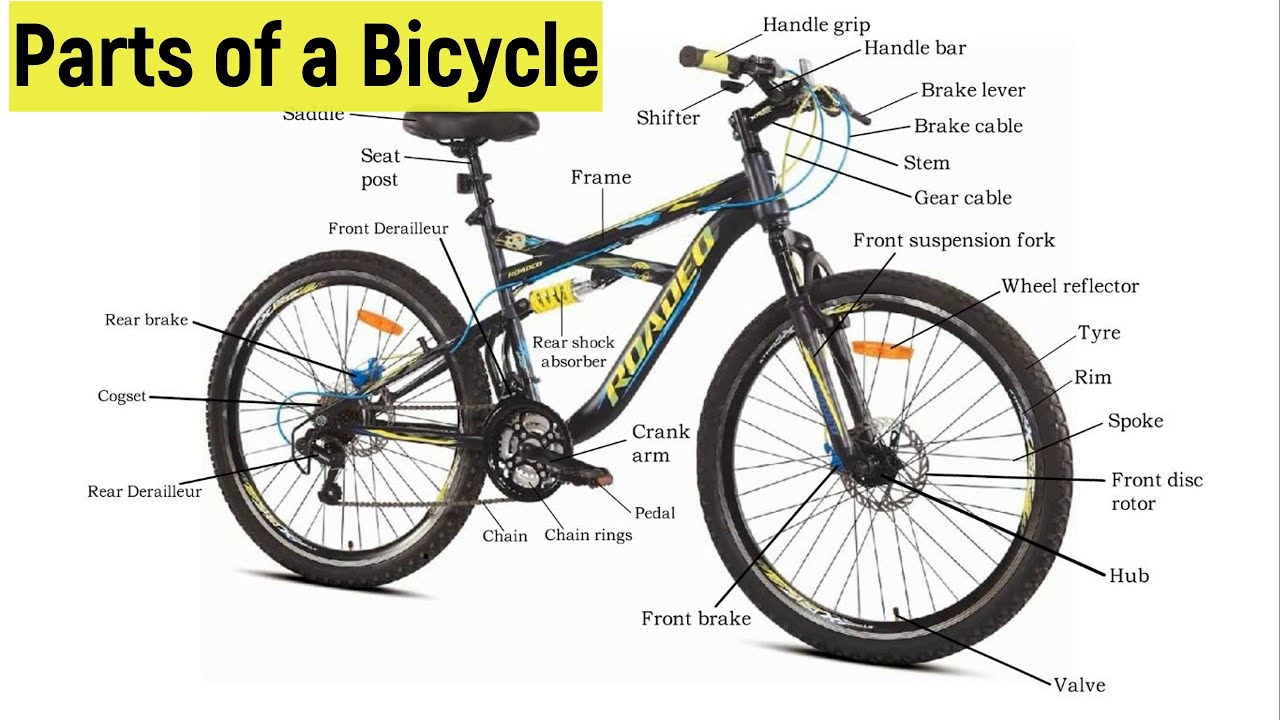 Parts of a Bicycle
Handle grip
Handle bar
Saddle
Shifter
Brake lever
Brake cable
Seat
post
Stem
Frame
Gear cable
Front Derailleur
Front suspension fork
ROADEO
ROADEO
Wheel reflector
Rear brake
Rear shock
absorber
Tyre
Rim
Cogset
Spoke
Crank
arm
Rear Derailleur
Front disc
rotor
Pedal
Chain
Chain rings
Hub
Front brake
Valve